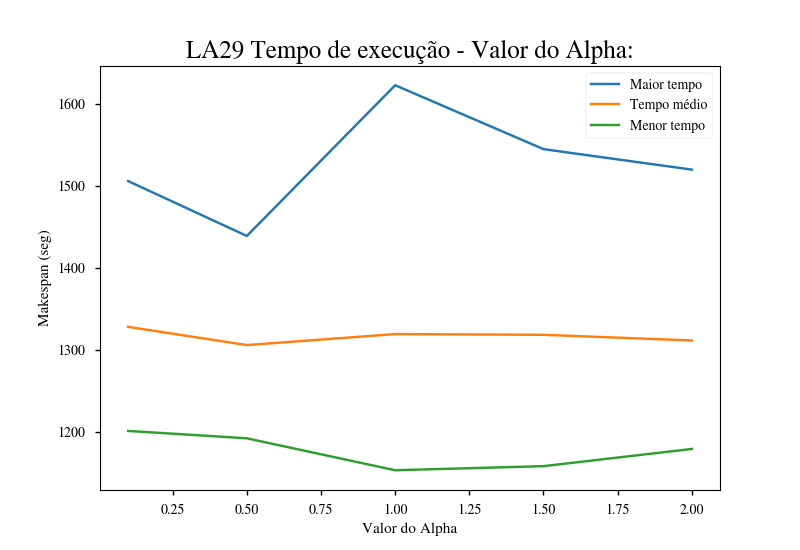 LA29 Tempo de execução - Valor do Alpha:
Maior tempo
Tempo médio
Menor tempo
Makespan (seg)
1600
1500
1400
1300
1200
0.25 0.50 0.75 1.00 1.25 1.50 1.75 2.00
Valor do Alpha